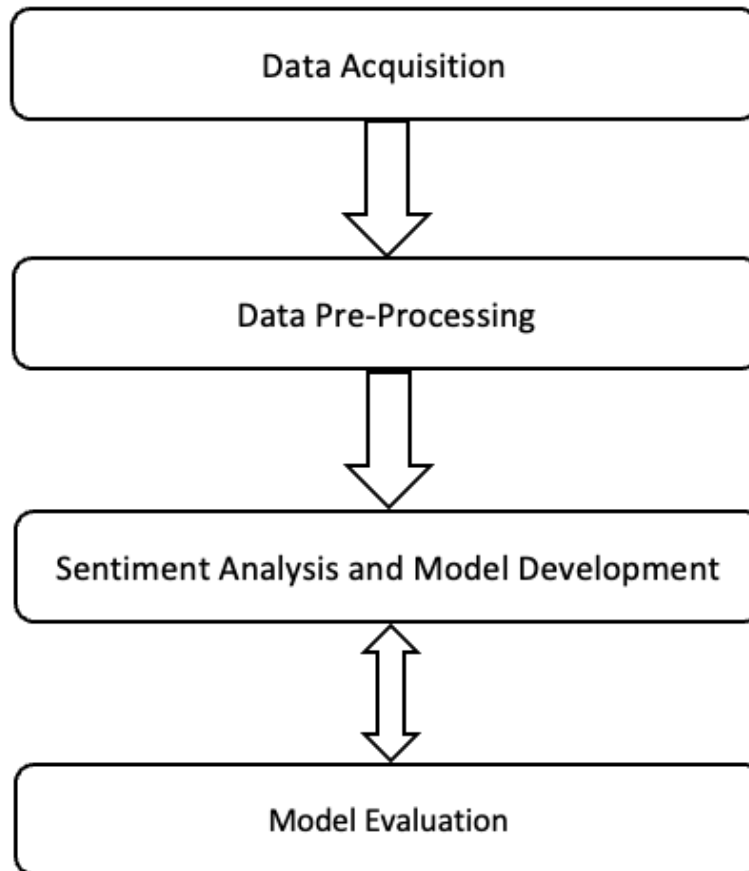 Data Acquisition
Data Pre-Processing
Sentiment Analysis and Model Development
Model Evaluation